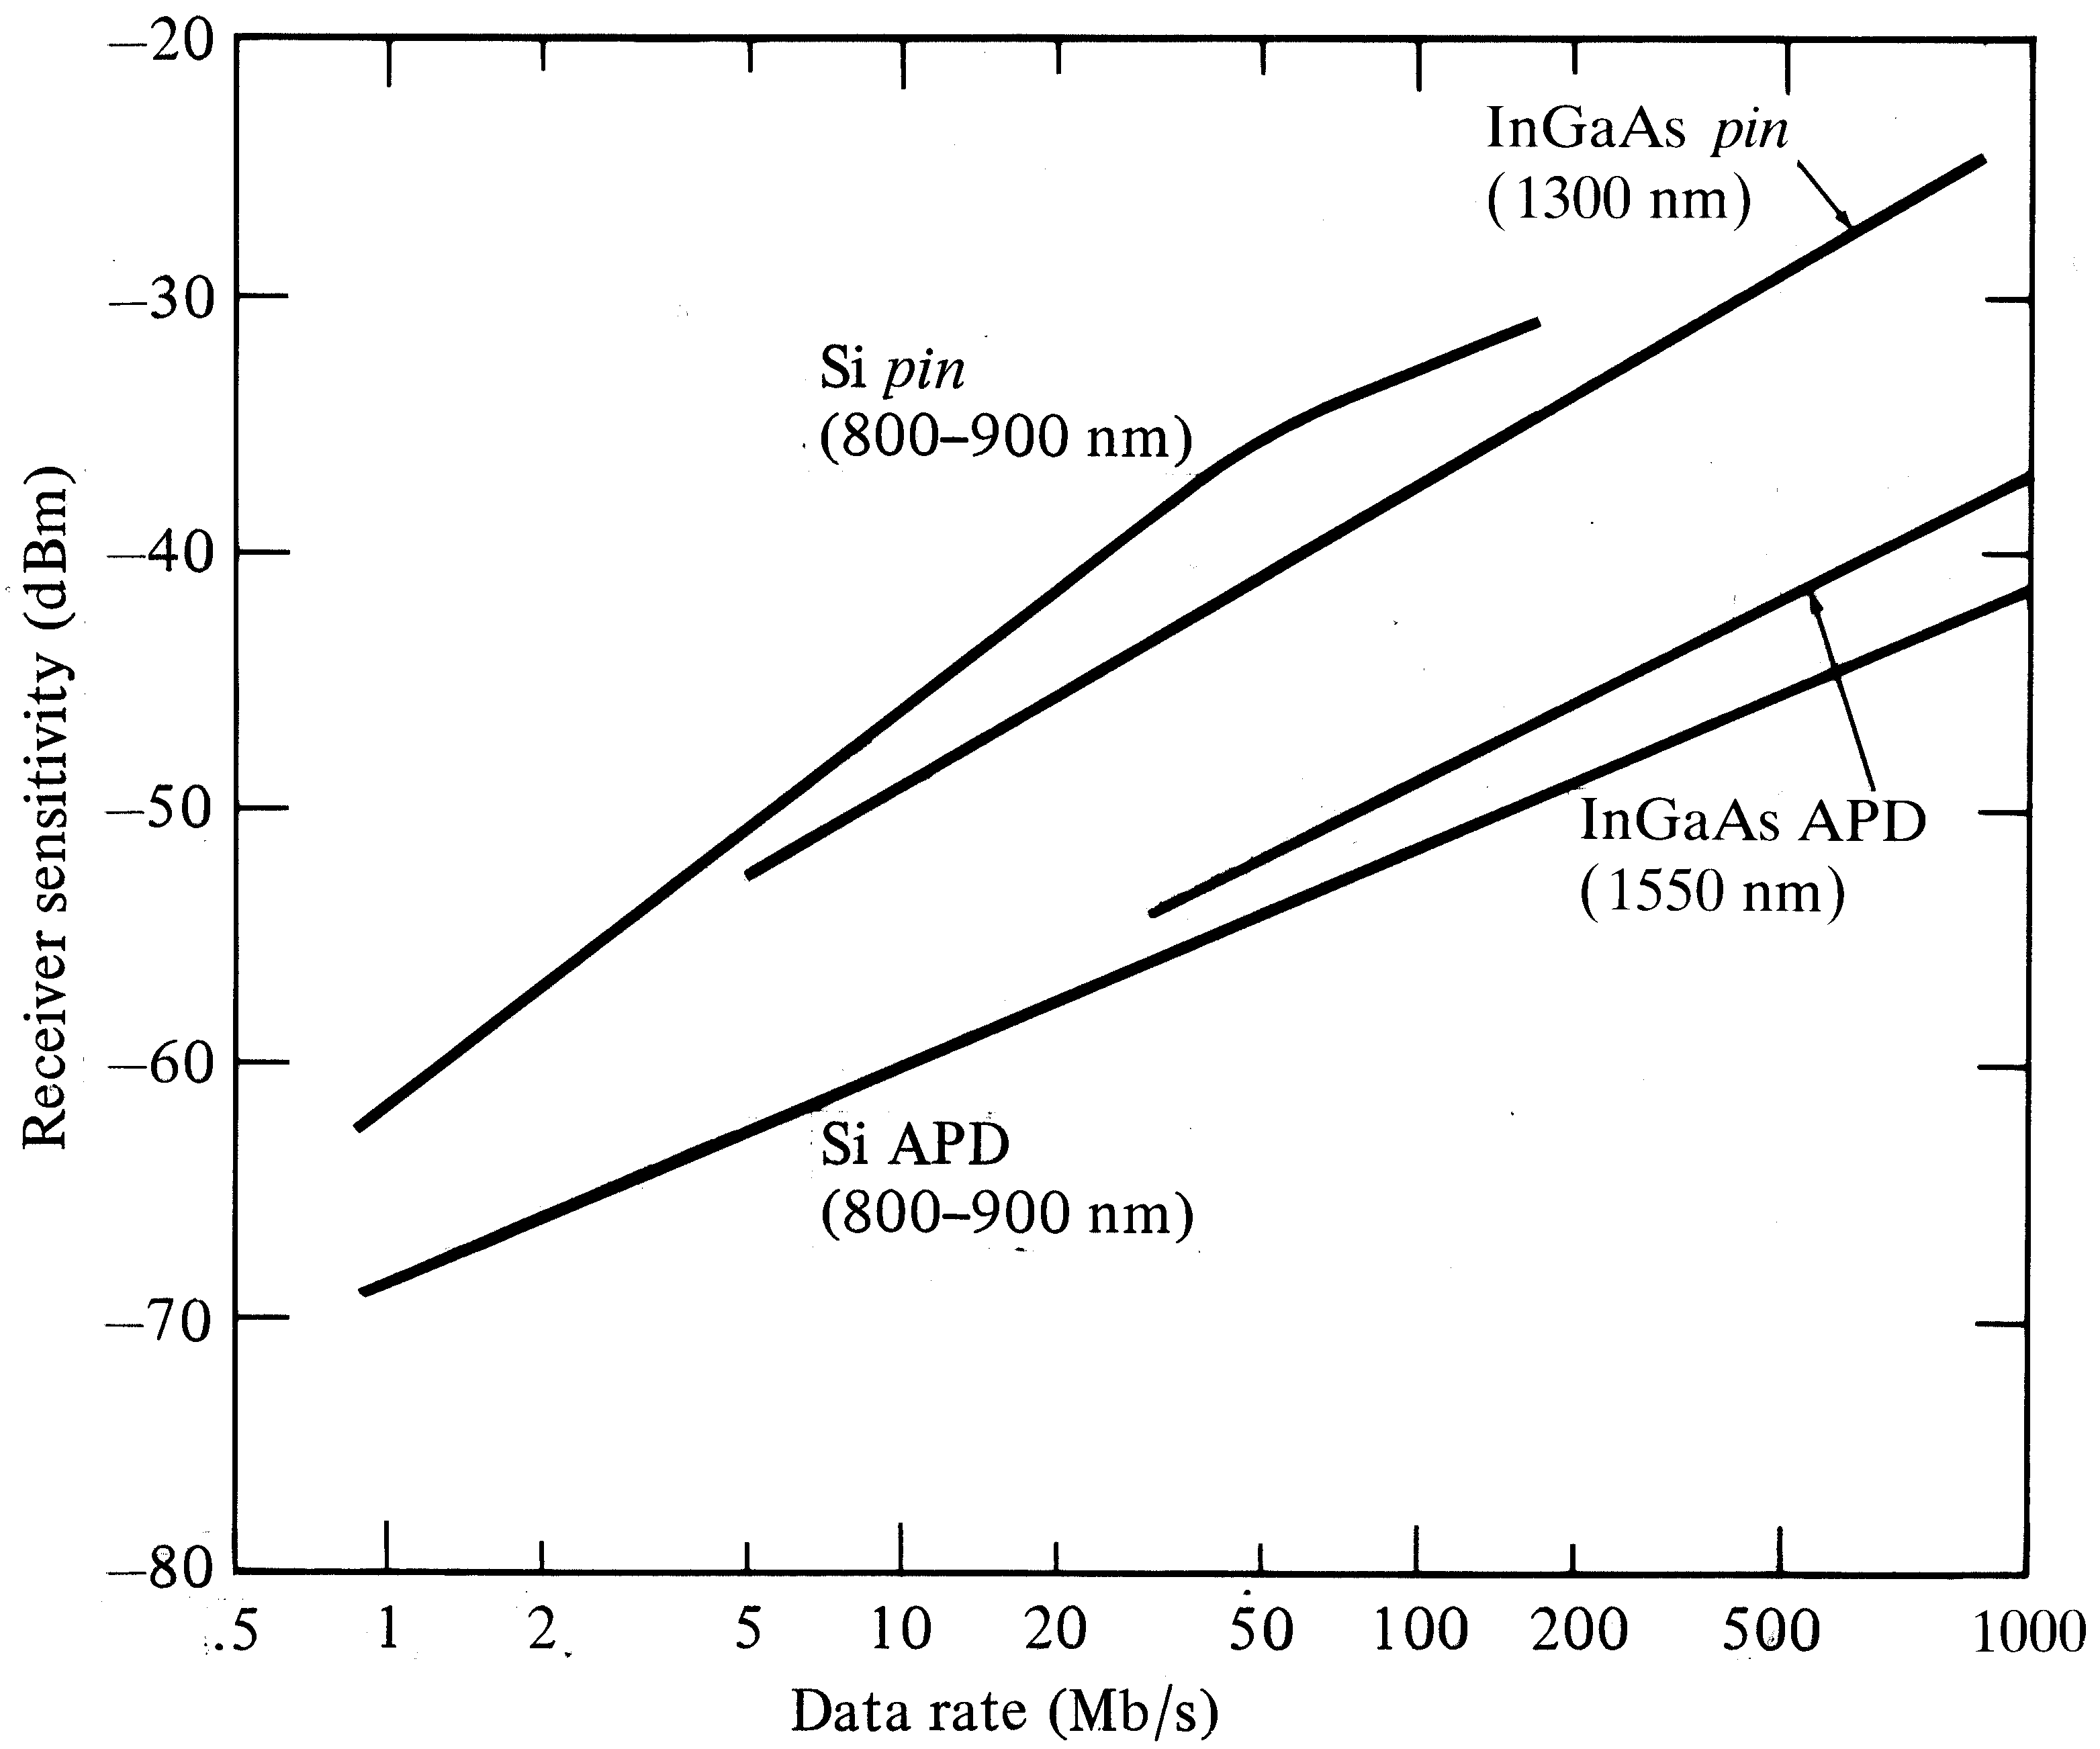 −20
InGaAs pin
(1300 nm)
−30
Si pin
(800–900 nm)
−40
−50
InGaAs APD
(1550 nm)
−60
Si APD
(800–900 nm)
−70
−80
Receiver sensitivity (dBm)
.5 1 2 5 10 20 50 100 200 500 1000
Data rate (Mb/s)